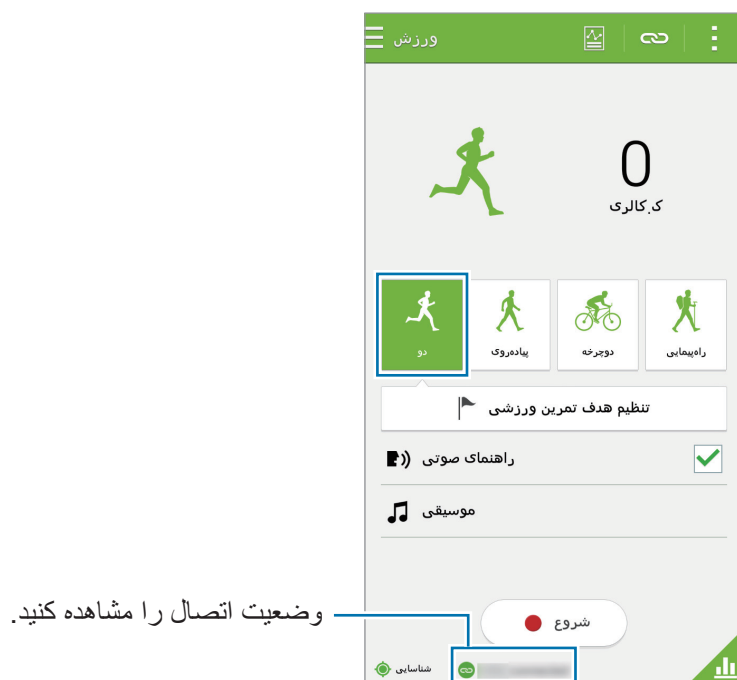 ورزش
0
ک.کالری
دو
پیاده‌روی
دوچرخه
راه‌پیمایی
تنظیم هدف تمرین ورزشی
راهنمای صوتی
موسیقی
شروع
وضعیت اتصال را مشاهده کنید.
شناسایی